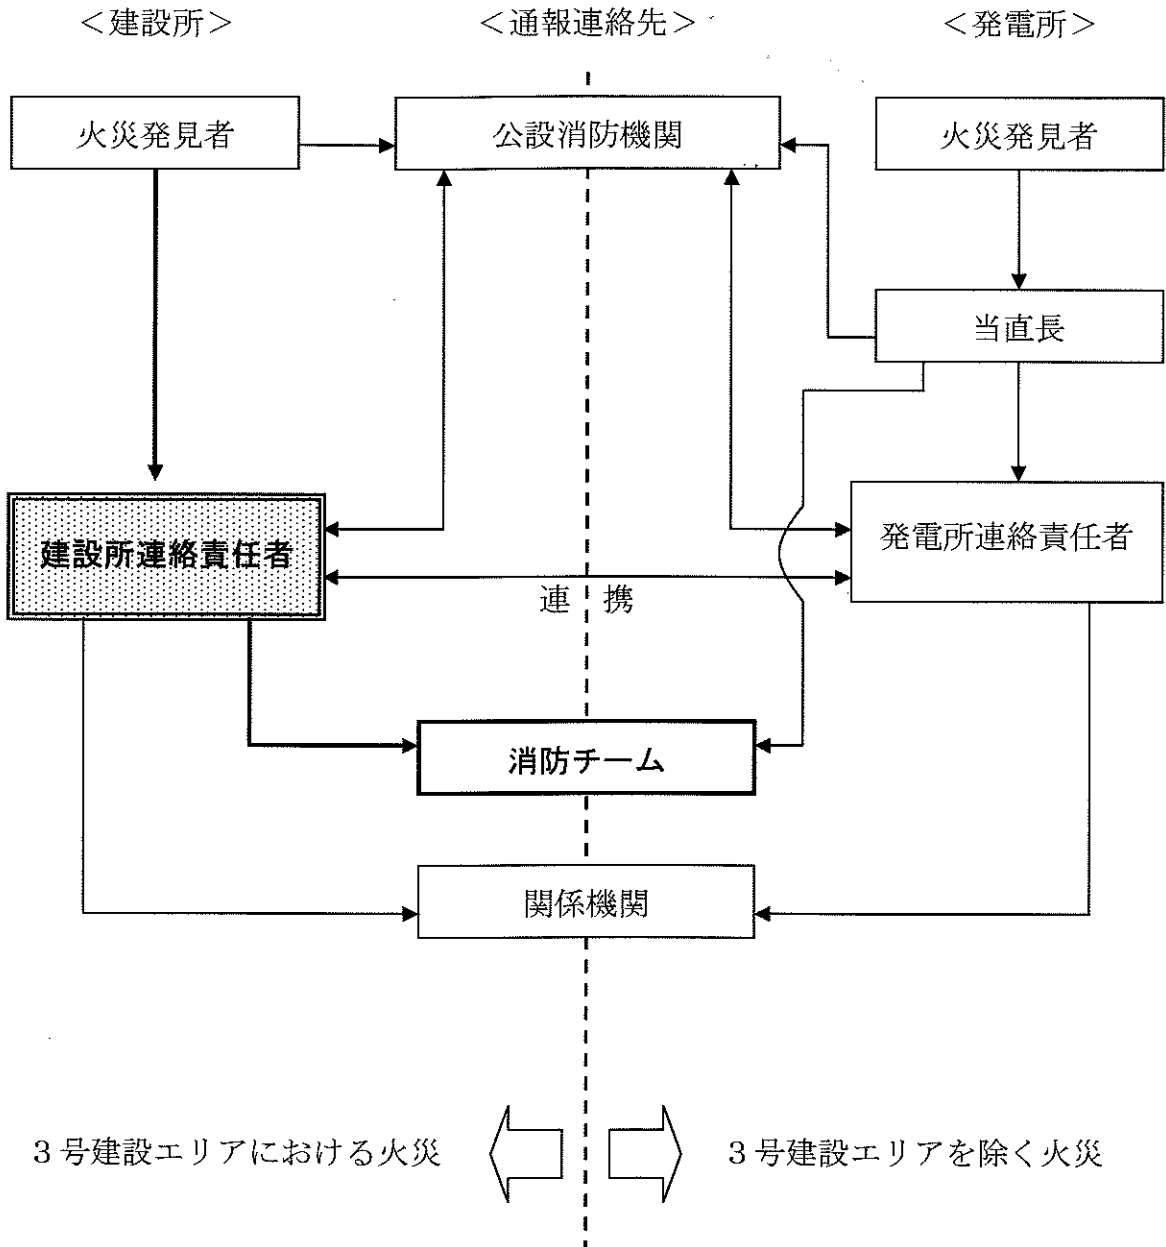 ＜建設所＞
＜通報連絡先＞
＜発電所＞
火災発見者
公設消防機関
火災発見者
当直長
建設所連絡責任者
発電所連絡責任者
連　携
消防チーム
関係機関
３号建設エリアにおける火災
３号建設エリアを除く火災